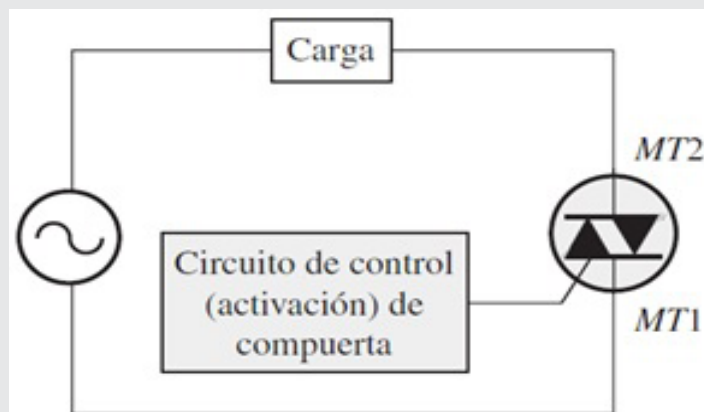 Carga
MT2
Circuito de control
(activación) de
compuerta
MT1